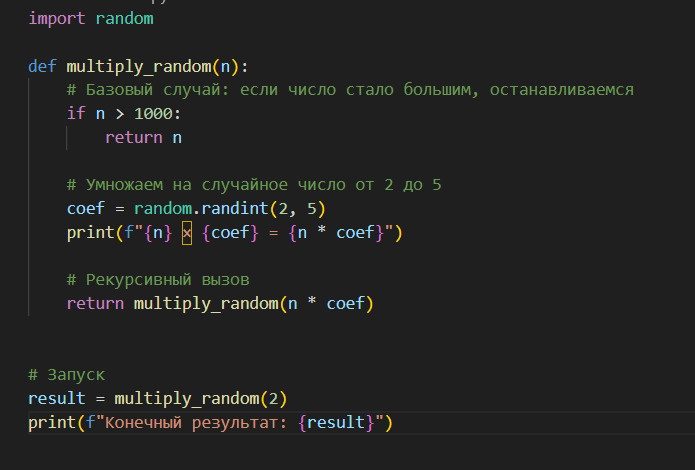 import random
def multiply_random(n):
# Базовый случай: если число стало большим, останавливаемся
if n > 1000:
return n
# Умножаем на случайное число от 2 до 5
coef = random.randint(2, 5)
print(f"{n} × {coef} = {n * coef}")
# Рекурсивный вызов
return multiply_random(n * coef)
# Запуск
result = multiply_random(2)
print(f"Конечный результат: {result}")